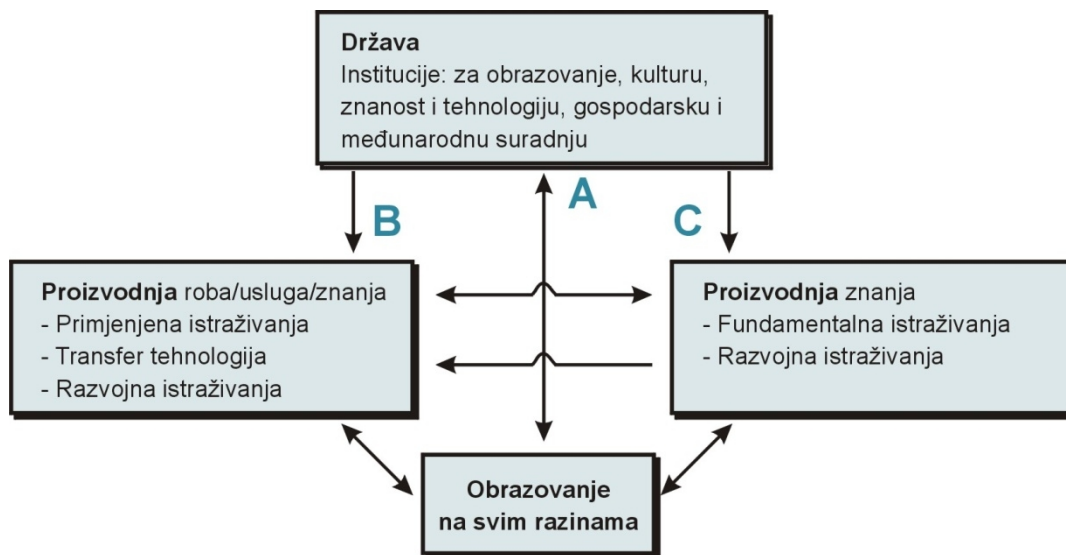 Država
Institucije: za obrazovanje, kulturu,
znanost i tehnologiju, gospodarsku i
međunarodnu suradnju
A
B
C
Proizvodnja roba/usluga/znanja
- Primjenjena istraživanja
- Transfer tehnologija
- Razvojna istraživanja
Proizvodnja znanja
- Fundamentalna istraživanja
- Razvojna istraživanja
Obrazovanje
na svim razinama